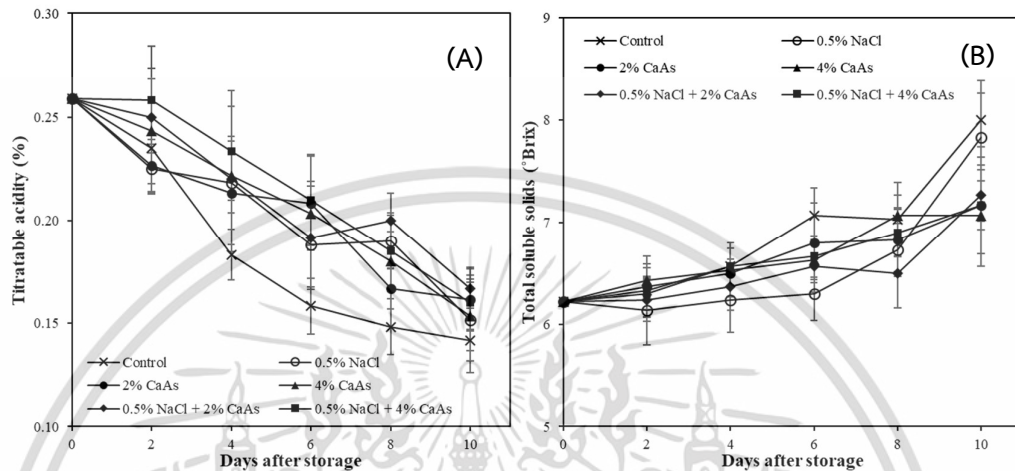 (A)
0.30
0.25
0.20
0.15
0.10
Titratable acidity (%)
Control
0.5% NaCl
2% CaAs
4% CaAs
0.5% NaCl + 2% CaAs
0.5% NaCl + 4% CaAs
0 2 4 6 8 10
Days after storage
(B)
9
8
7
6
5
Total soluble solids (˚Brix)
Control
0.5% NaCl
2% CaAs
4% CaAs
0.5% NaCl + 2% CaAs
0.5% NaCl + 4% CaAs
0 2 4 6 8 10
Days after storage